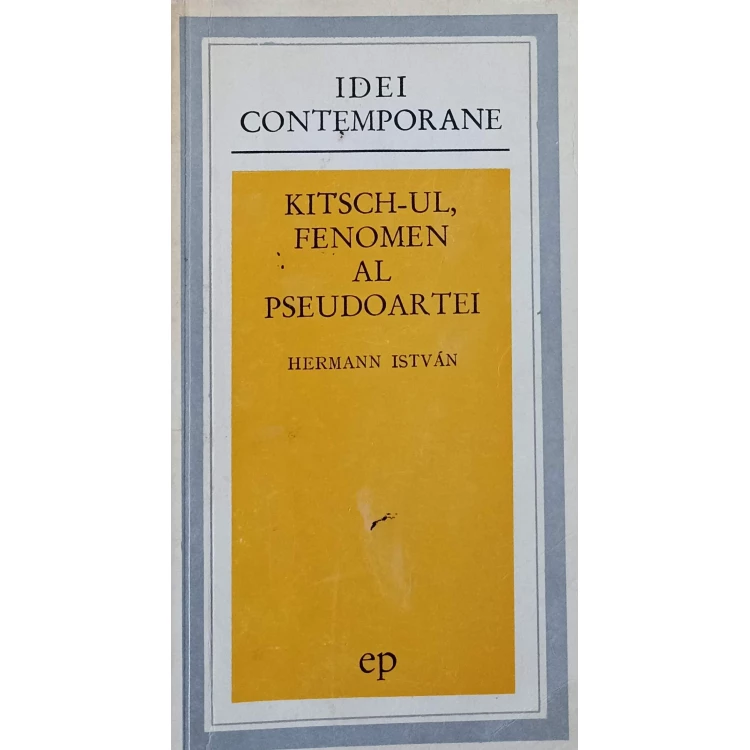 IDEI
CONTEMPORANE
KITSCH-UL,
FENOMEN
AL
PSEUDOARTEI
HERMANN ISTVÁN
ep